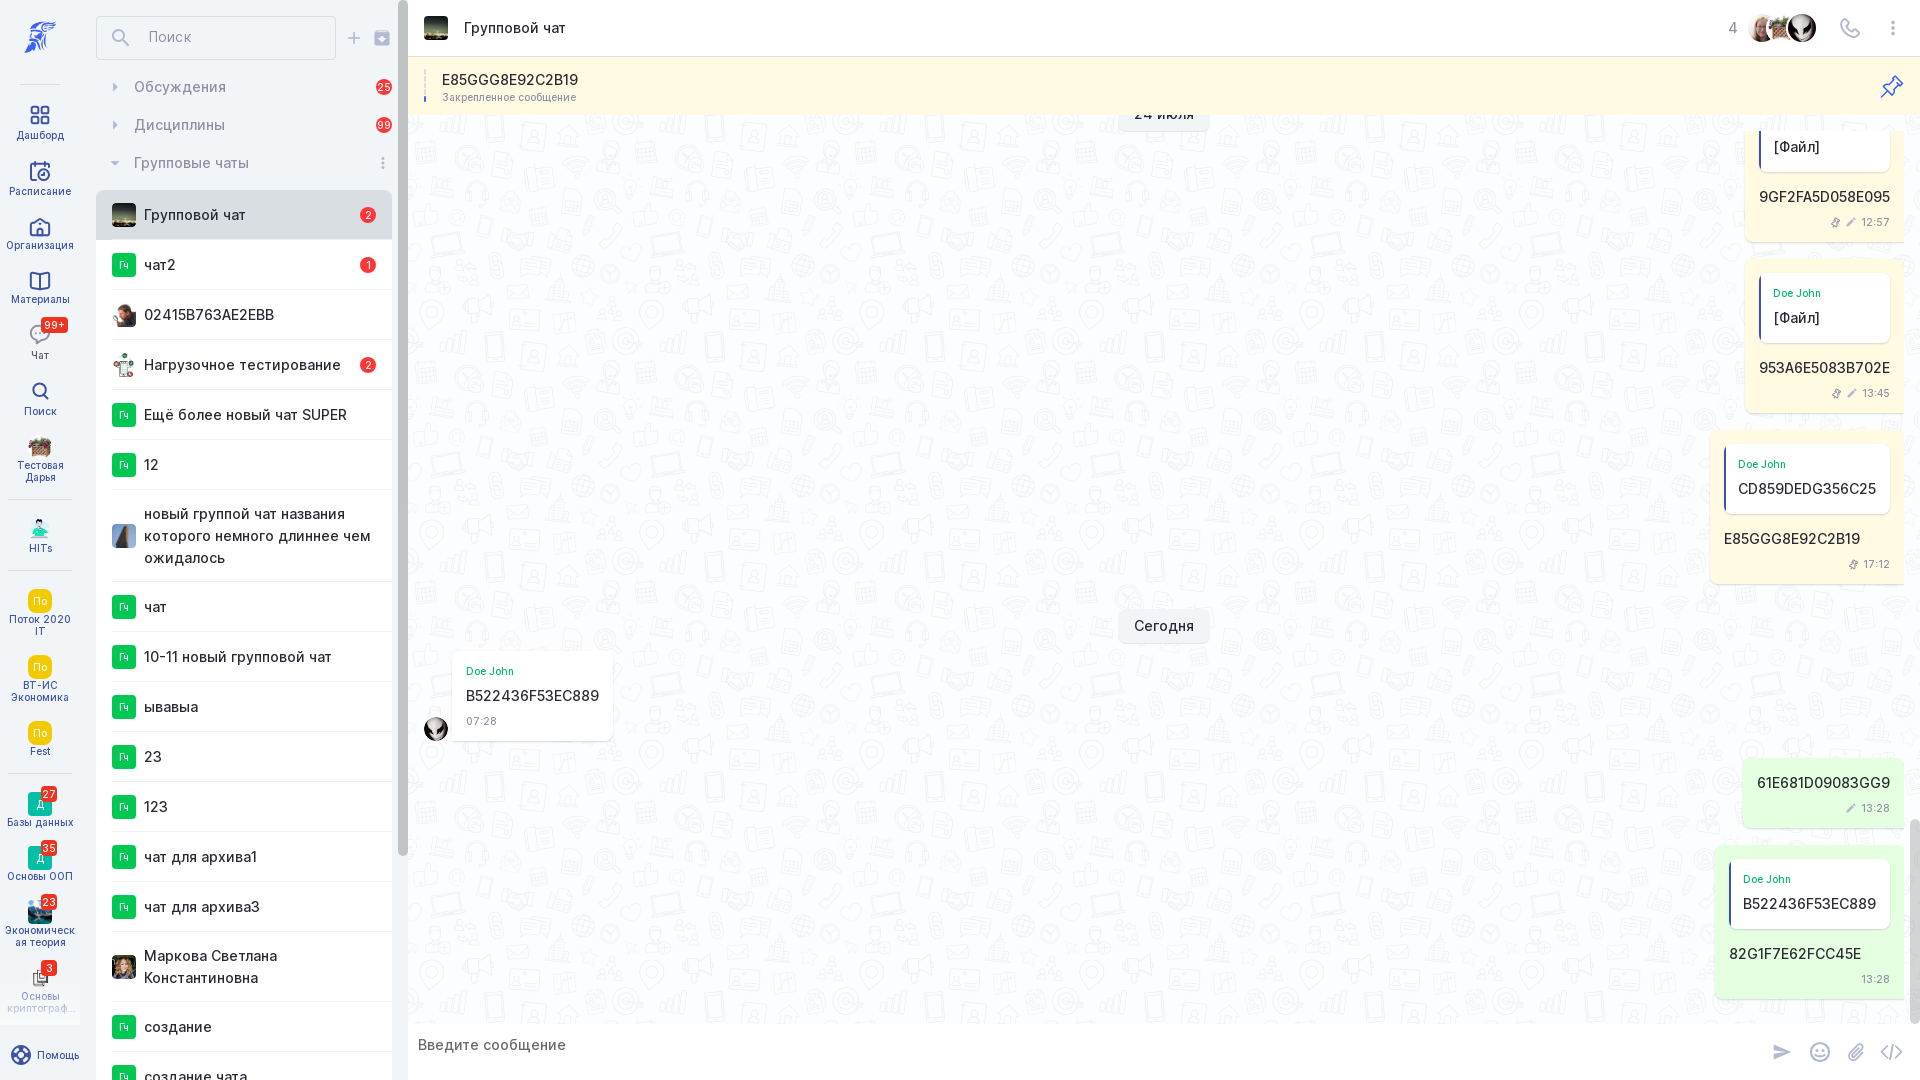 Дашборд
Расписание
Организация
Материалы
99+
Чат
Поиск
Тестовая
Дарья
HITs
По
Поток 2020
IT
По
ВТ-ИС
Экономика
По
Fest
27
Д
Базы данных
35
Д
Основы ООП
23
Экономическ
ая теория
3
Основы
криптограф...
Помощь
Поиск
Обсуждения
25
Дисциплины
99
Групповые чаты
Групповой чат
2
Гч
чат2
1
02415B763AE2EBB
Нагрузочное тестирование
2
Гч
Ещё более новый чат SUPER
Гч
12
новый группой чат названия
которого немного длиннее чем
ожидалось
Гч
чат
Гч
10-11 новый групповой чат
Гч
ывавыа
Гч
23
Гч
123
Гч
чат для архива1
Гч
чат для архива3
Маркова Светлана
Константиновна
Гч
создание
Гч
создание чата
Групповой чат
4
E85GGG8E92C2B19
Закрепленное сообщение
24 июля
[Файл]
9GF2FA5D058E095
12:57
Doe John
[Файл]
953A6E5083B702E
13:45
Doe John
CD859DEDG356C25
E85GGG8E92C2B19
17:12
Сегодня
Doe John
B522436F53EC889
07:28
61E681D09083GG9
13:28
Doe John
B522436F53EC889
82G1F7E62FCC45E
13:28
Введите сообщение